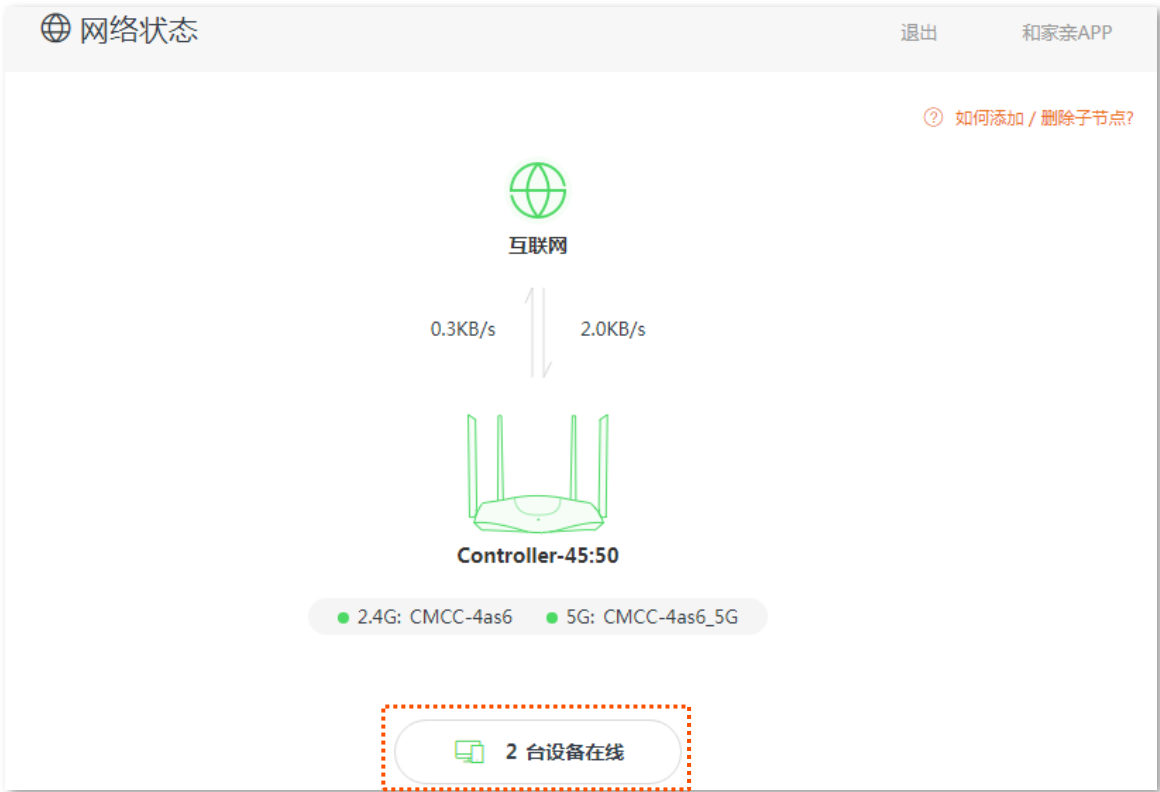 网络状态
退出 和家亲APP
? 如何添加 / 删除子节点?
互联网
0.3KB/s 2.0KB/s
Controller-45:50
2.4G: CMCC-4as6 5G: CMCC-4as6_5G
2 台设备在线